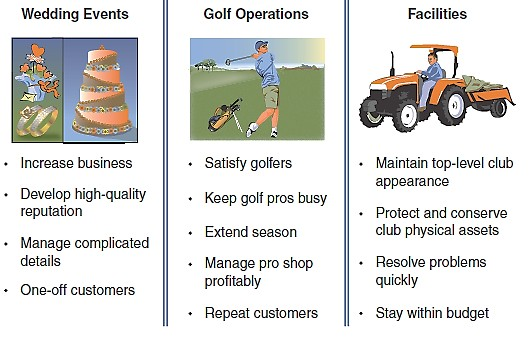 Wedding Events
• Increase business
• Develop high-quality
reputation
• Manage complicated
details
• One-off customers
Golf Operations
• Satisfy golfers
• Keep golf pros busy
• Extend season
• Manage pro shop
profitably
• Repeat customers
Facilities
• Maintain top-level club
appearance
• Protect and conserve
club physical assets
• Resolve problems
quickly
• Stay within budget